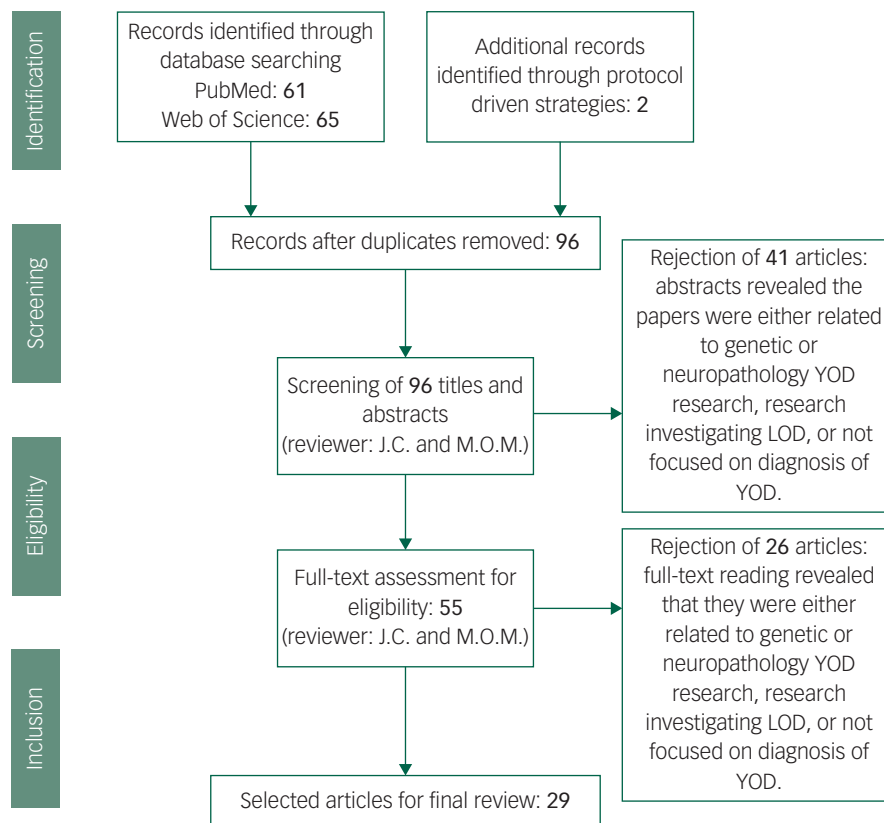 Identification
Records identified through
database searching
PubMed: 61
Web of Science: 65
Additional records
identified through protocol
driven strategies: 2
Screening
Records after duplicates removed: 96
Screening of 96 titles and
abstracts
(reviewer: J.C. and M.O.M.)
Rejection of 41 articles:
abstracts revealed the
papers were either related
to genetic or
neuropathology YOD
research, research
investigating LOD, or not
focused on diagnosis of
YOD.
Eligibility
Full-text assessment for
eligibility: 55
(reviewer: J.C. and M.O.M.)
Rejection of 26 articles:
full-text reading revealed
that they were either
related to genetic or
neuropathology YOD
research, research
investigating LOD, or not
focused on diagnosis of
YOD.
Inclusion
Selected articles for final review: 29